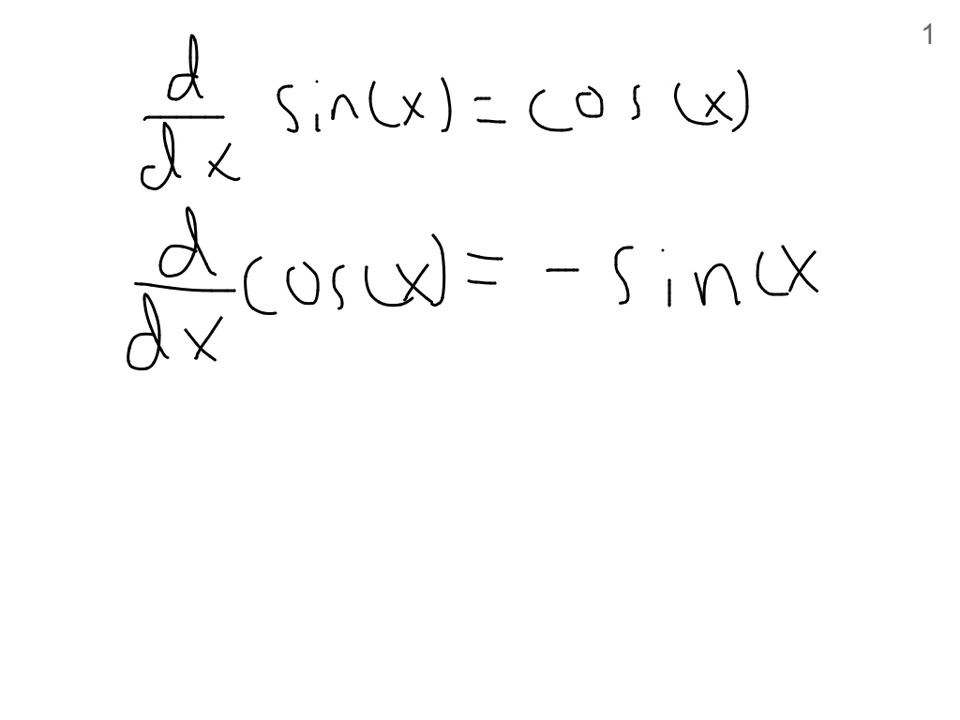 1
d/dx sin(x) = cos(x)
d/dx cos(x) = - sin(x